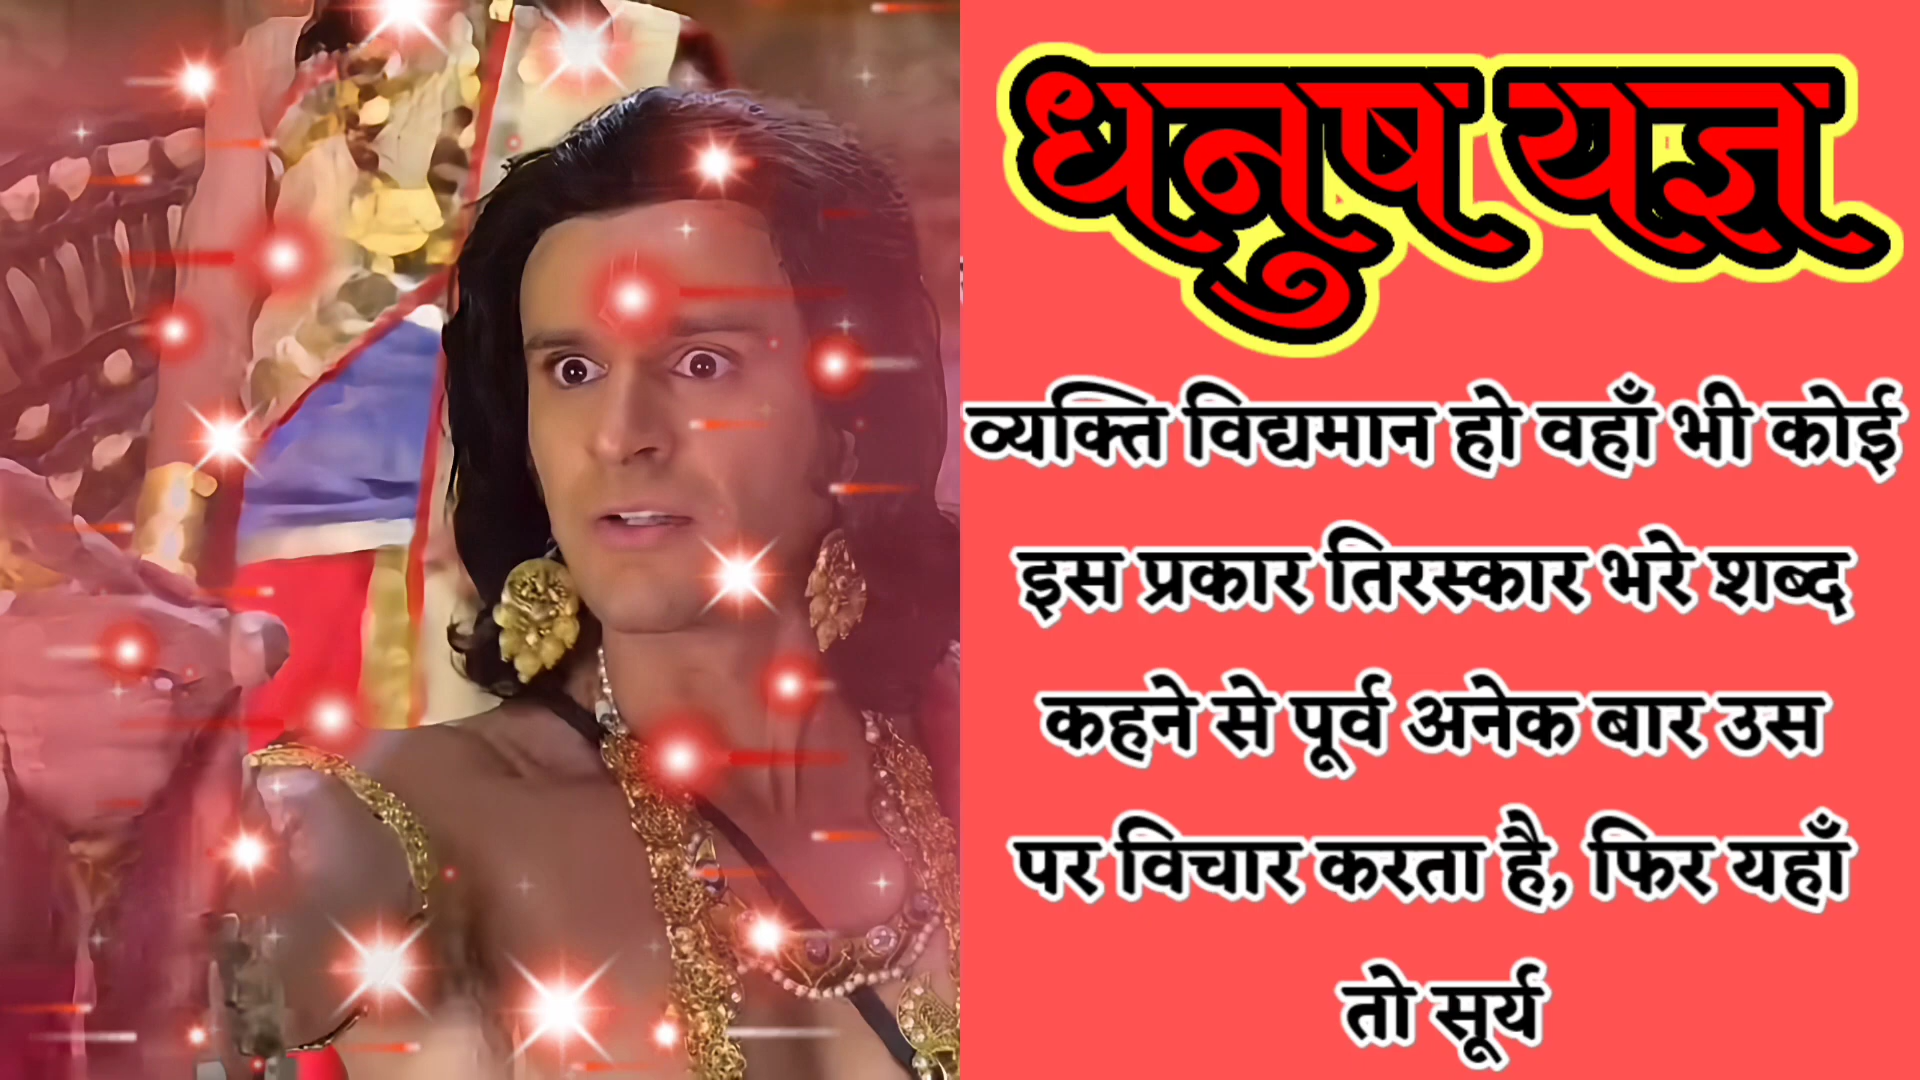 धनुष यज्ञ
व्यक्ति विद्यमान हो वहाँ भी कोई
इस प्रकार तिरस्कार भरे शब्द
कहने से पूर्व अनेक बार उस
पर विचार करता है, फिर यहाँ
तो सूर्य